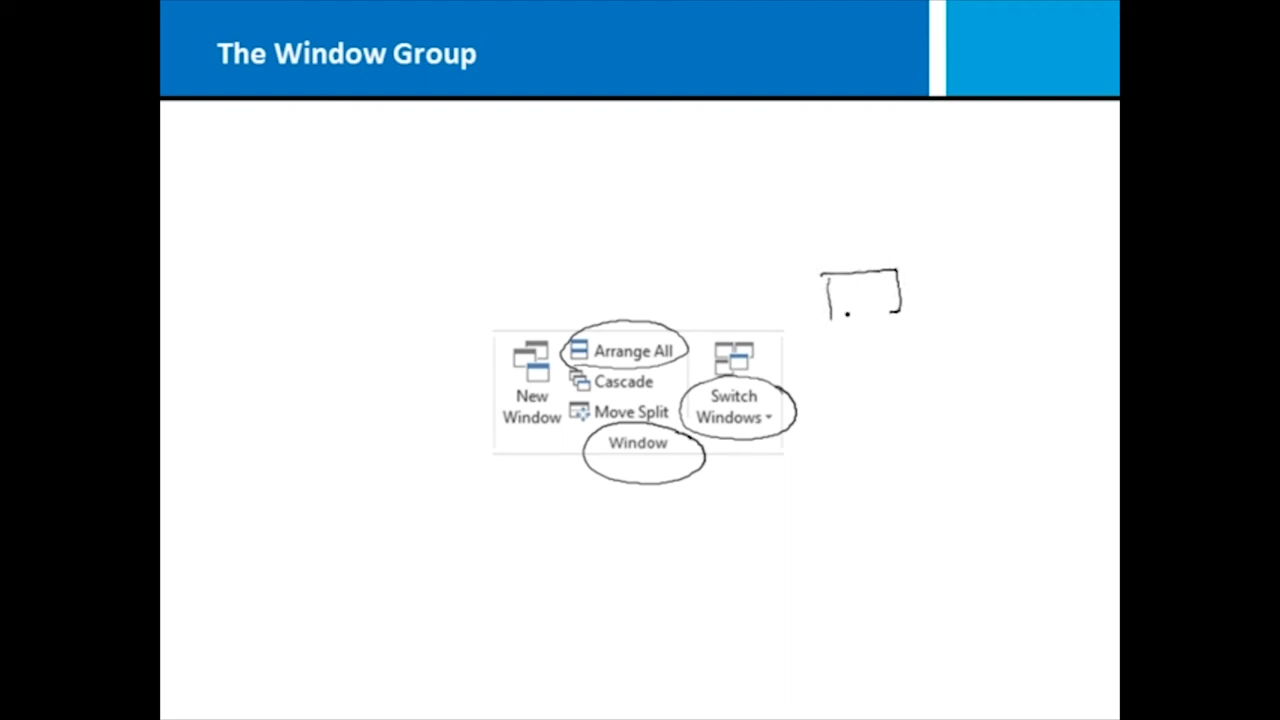 The Window Group
New Window
Arrange All
Cascade
Move Split
Switch Windows
Window